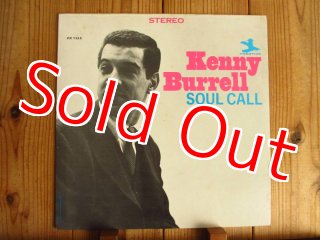 STEREO
Kenny
Burrell
SOUL CALL
Sold Out